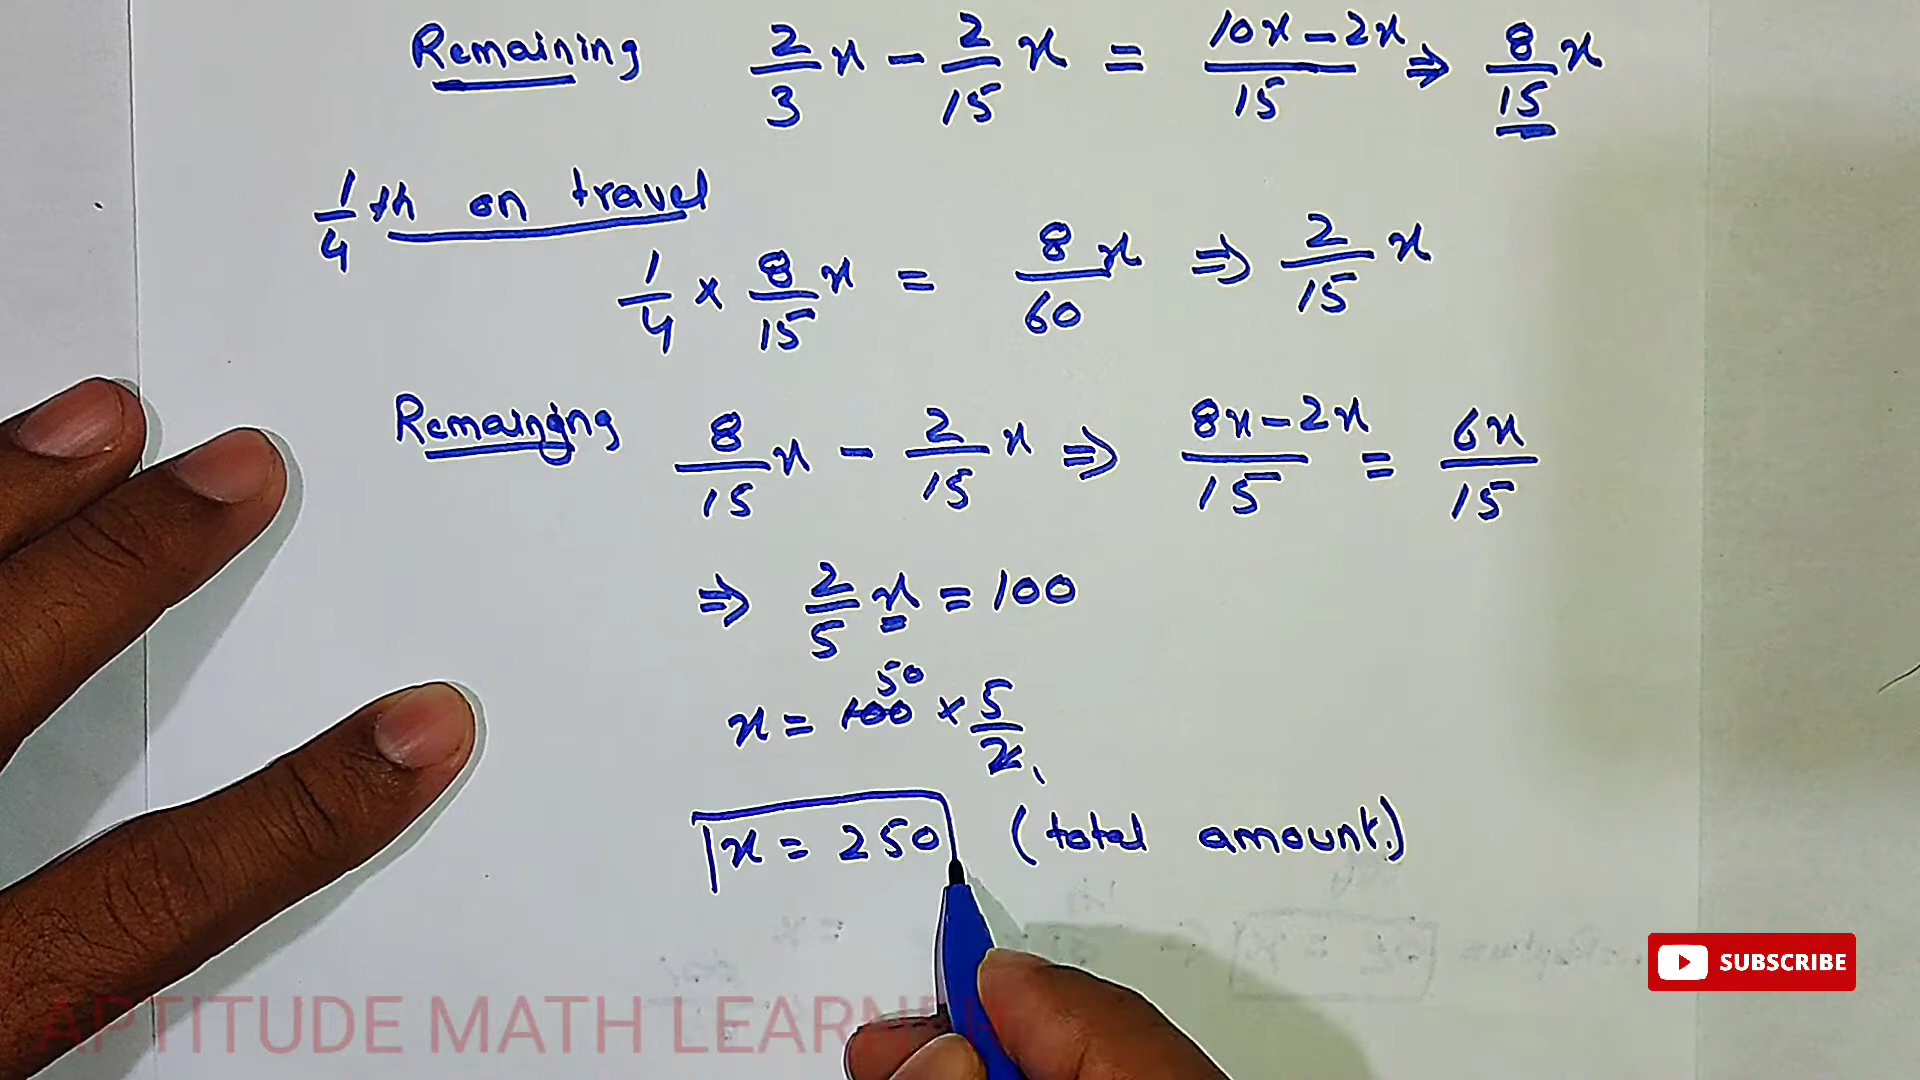 Remaining 2/3 x - 2/15 x = 10x-2x/15 ⇒ 8/15 x
1/4 th on travel
1/4 × 8/15 x = 8/60 x ⇒ 2/15 x
Remaining 8/15 x - 2/15 x ⇒ 8x-2x/15 = 6x/15
⇒ 2/5 x = 100
50
x = 100 × 5/2
x = 250 (total amount.)
SUBSCRIBE
APTITUDE MATH LEARNER